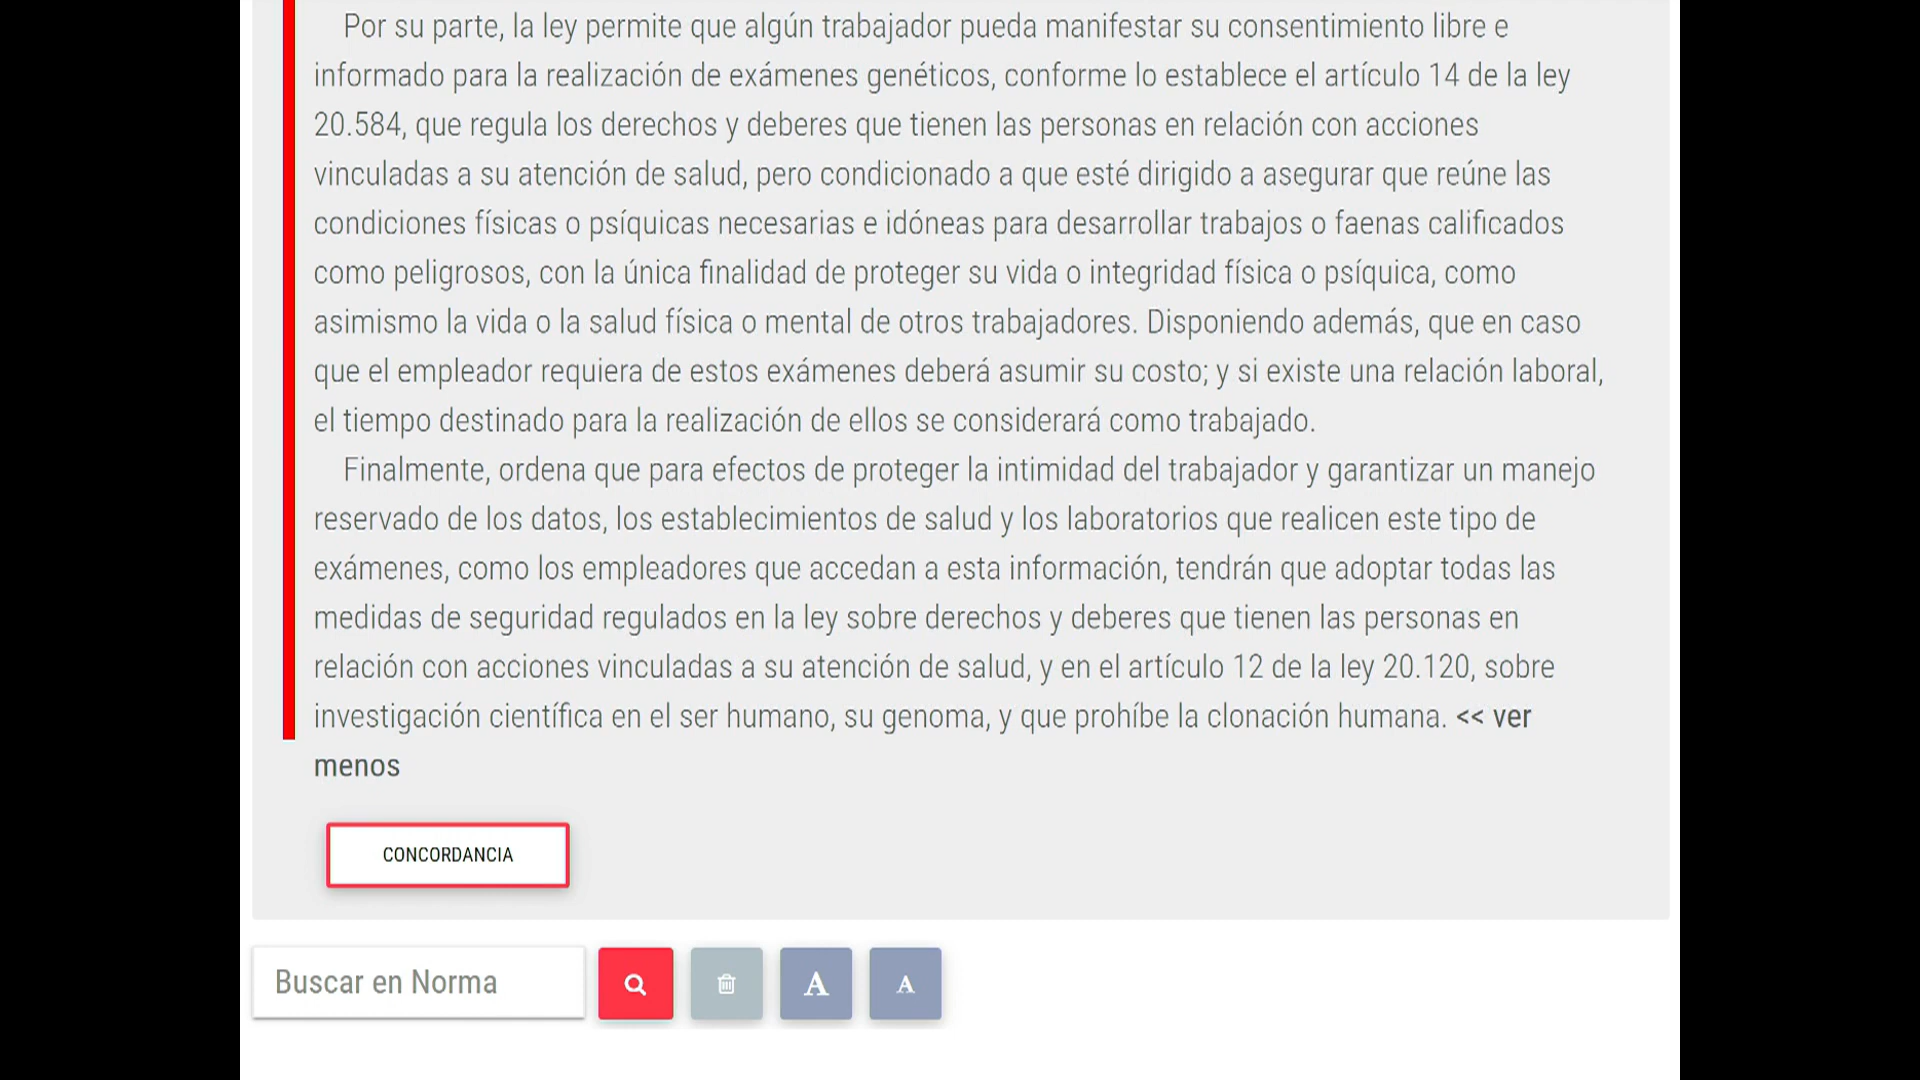 Por su parte, la ley permite que algún trabajador pueda manifestar su consentimiento libre e
informado para la realización de exámenes genéticos, conforme lo establece el artículo 14 de la ley
20.584, que regula los derechos y deberes que tienen las personas en relación con acciones
vinculadas a su atención de salud, pero condicionado a que esté dirigido a asegurar que reúne las
condiciones físicas o psíquicas necesarias e idóneas para desarrollar trabajos o faenas calificados
como peligrosos, con la única finalidad de proteger su vida o integridad física o psíquica, como
asimismo la vida o la salud física o mental de otros trabajadores. Disponiendo además, que en caso
que el empleador requiera de estos exámenes deberá asumir su costo; y si existe una relación laboral,
el tiempo destinado para la realización de ellos se considerará como trabajado.
Finalmente, ordena que para efectos de proteger la intimidad del trabajador y garantizar un manejo
reservado de los datos, los establecimientos de salud y los laboratorios que realicen este tipo de
exámenes, como los empleadores que accedan a esta información, tendrán que adoptar todas las
medidas de seguridad regulados en la ley sobre derechos y deberes que tienen las personas en
relación con acciones vinculadas a su atención de salud, y en el artículo 12 de la ley 20.120, sobre
investigación científica en el ser humano, su genoma, y que prohíbe la clonación humana. << ver
menos
CONCORDANCIA
Buscar en Norma A A